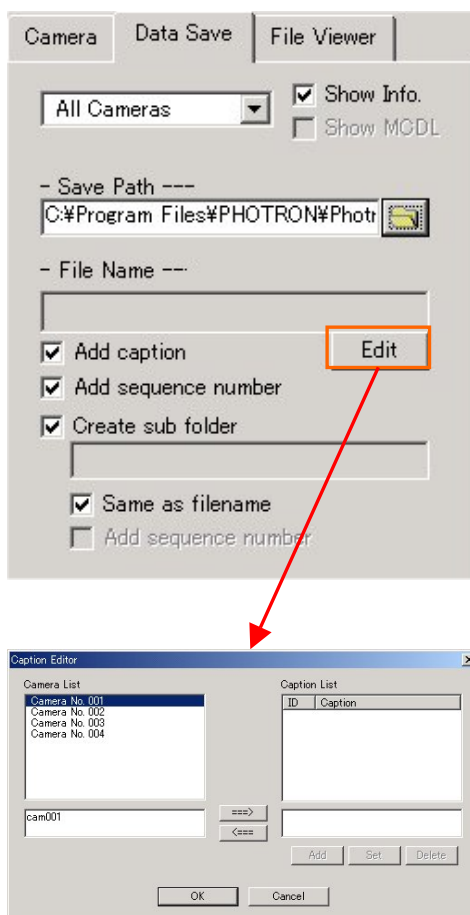 Camera
Data Save
File Viewer
All Cameras
Show Info.
Show MCDL
- Save Path ---
C:¥Program Files¥PHOTRON¥Photr
- File Name ---
Add caption
Edit
Add sequence number
Create sub folder
Same as filename
Add sequence number
Caption Editor
Camera List
Caption List
Camera No. 001
Camera No. 002
Camera No. 003
Camera No. 004
ID Caption
cam001
===>
<===
Add Set Delete
OK Cancel